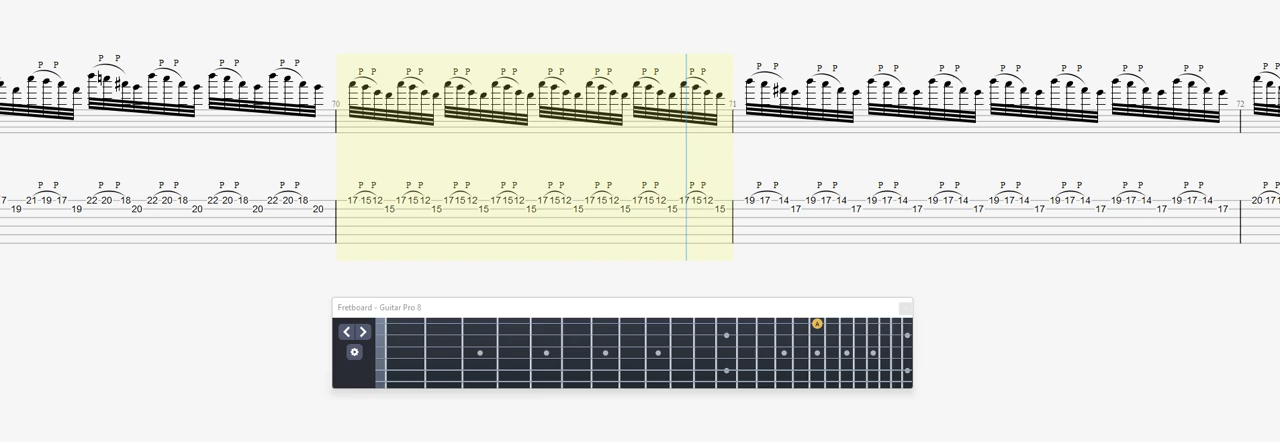 P P P P P P P P P P
70 P P P P P P P P P P P P P P P P
71 P P P P P P P P P P P P P P P P
72 P P
P P P P P P P P P P
7 21 19 17 22 20 18 22 20 18 22 20 18 22 20 18
19 19 20 20 20 20
P P P P P P P P P P P P P P P P
17 15 12 17 15 12 17 15 12 17 15 12 17 15 12 17 15 12 17 15 12 17 15 12
15 15 15 15 15 15 15 15
P P P P P P P P P P P P P P P P
19 17 14 19 17 14 19 17 14 19 17 14 19 17 14 19 17 14 19 17 14 19 17 14
17 17 17 17 17 17 17 17
P P
20 17 1
Fretboard - Guitar Pro 8
A